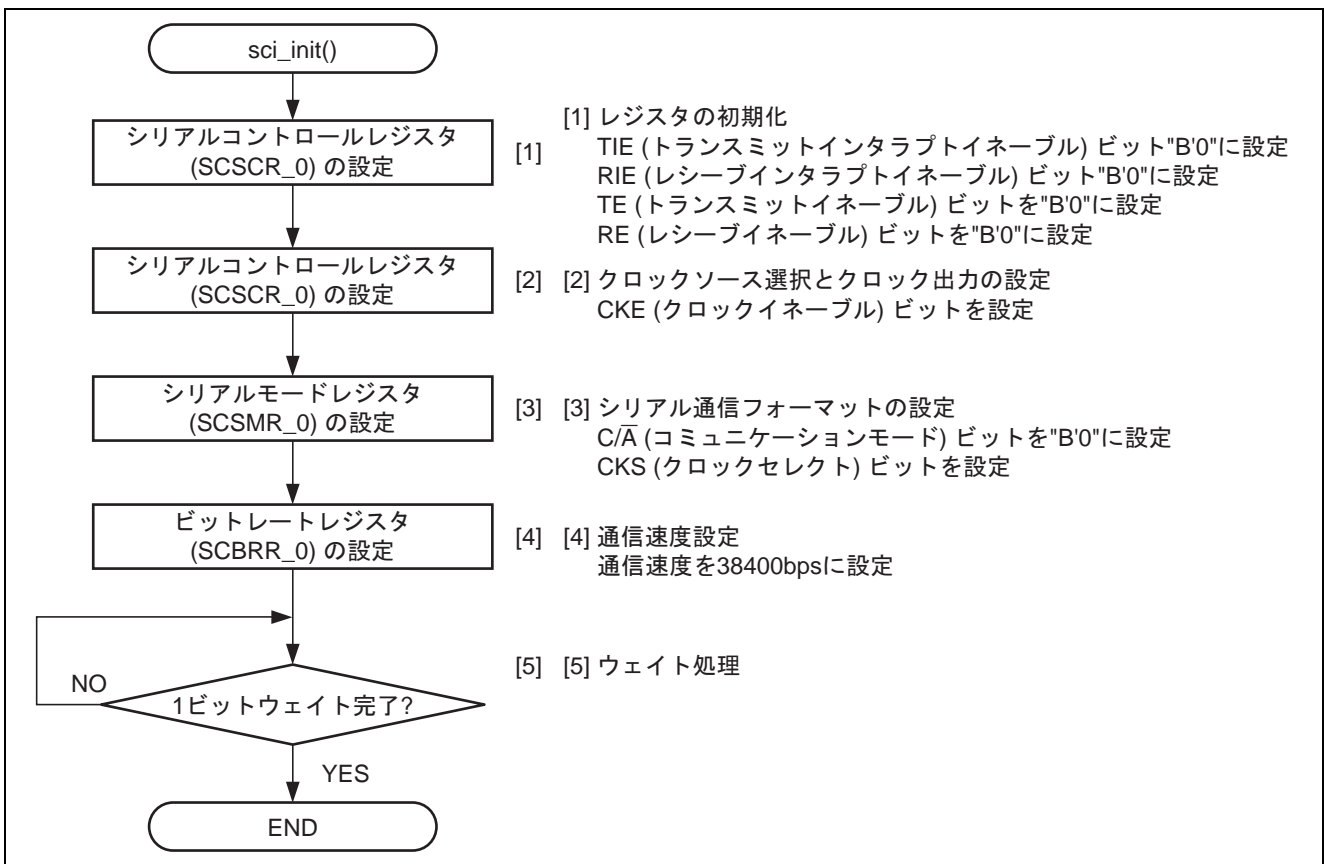 sci_init()
シリアルコントロールレジスタ
(SCSCR_0) の設定
[1]
[1] レジスタの初期化
TIE (トランスミットインタラプトイネーブル) ビット"B'0"に設定
RIE (レシーブインタラプトイネーブル) ビット"B'0"に設定
TE (トランスミットイネーブル) ビットを"B'0"に設定
RE (レシーブイネーブル) ビットを"B'0"に設定
シリアルコントロールレジスタ
(SCSCR_0) の設定
[2] [2] クロックソース選択とクロック出力の設定
CKE (クロックイネーブル) ビットを設定
シリアルモードレジスタ
(SCSMR_0) の設定
[3] [3] シリアル通信フォーマットの設定
C/A̅ (コミュニケーションモード) ビットを"B'0"に設定
CKS (クロックセレクト) ビットを設定
ビットレートレジスタ
(SCBRR_0) の設定
[4] [4] 通信速度設定
通信速度を38400bpsに設定
[5] [5] ウェイト処理
NO
1ビットウェイト完了?
YES
END